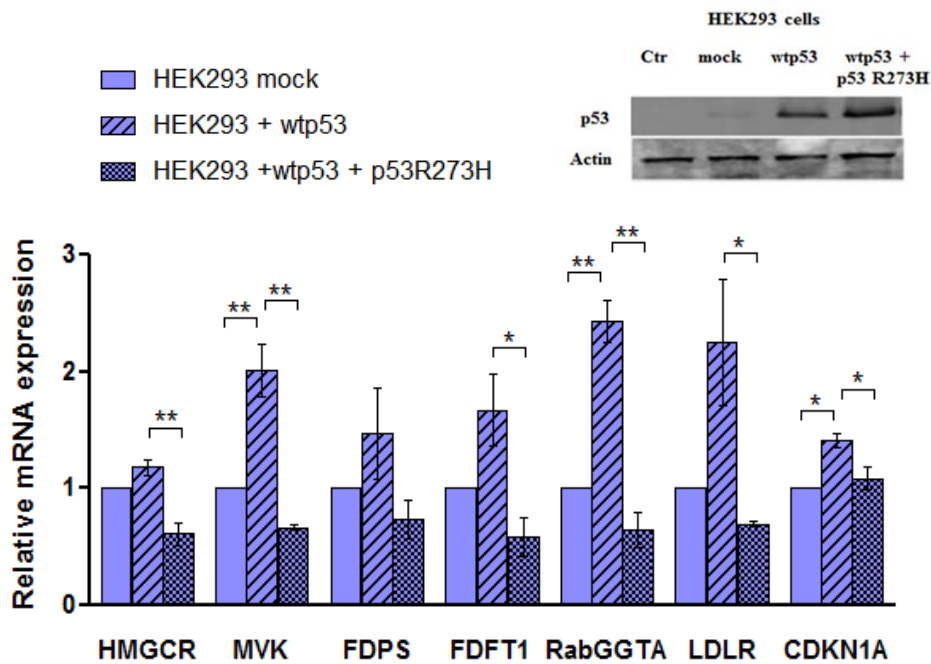 HEK293 cells
Ctr mock wtp53 wtp53 +
p53 R273H
p53
Actin
HEK293 mock
HEK293 + wtp53
HEK293 +wtp53 + p53R273H
Relative mRNA expression
3
2
1
0
** ** ** * ** ** * * *
HMGCR MVK FDPS FDFT1 RabGGTA LDLR CDKN1A